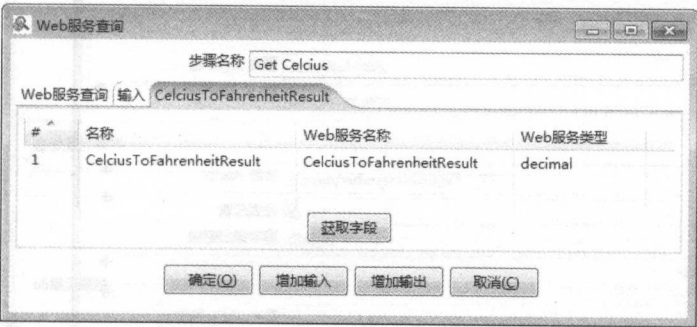 Web服务查询
步骤名称 Get Celcius
Web服务查询 输入 CelciusToFahrenheitResult
# 名称 Web服务名称 Web服务类型
1 CelciusToFahrenheitResult CelciusToFahrenheitResult decimal
获取字段
确定(O) 增加输入 增加输出 取消(C)